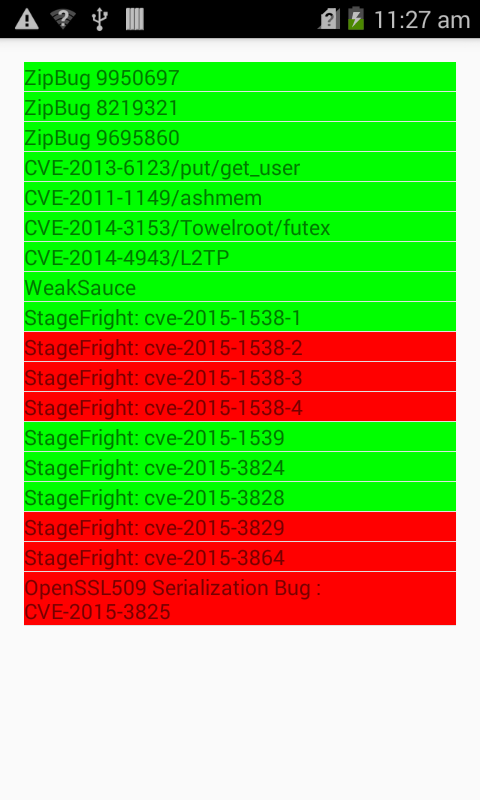 11:27 am
ZipBug 9950697
ZipBug 8219321
ZipBug 9695860
CVE-2013-6123/put/get_user
CVE-2011-1149/ashmem
CVE-2014-3153/Towelroot/futex
CVE-2014-4943/L2TP
WeakSauce
StageFright: cve-2015-1538-1
StageFright: cve-2015-1538-2
StageFright: cve-2015-1538-3
StageFright: cve-2015-1538-4
StageFright: cve-2015-1539
StageFright: cve-2015-3824
StageFright: cve-2015-3828
StageFright: cve-2015-3829
StageFright: cve-2015-3864
OpenSSL509 Serialization Bug :
CVE-2015-3825